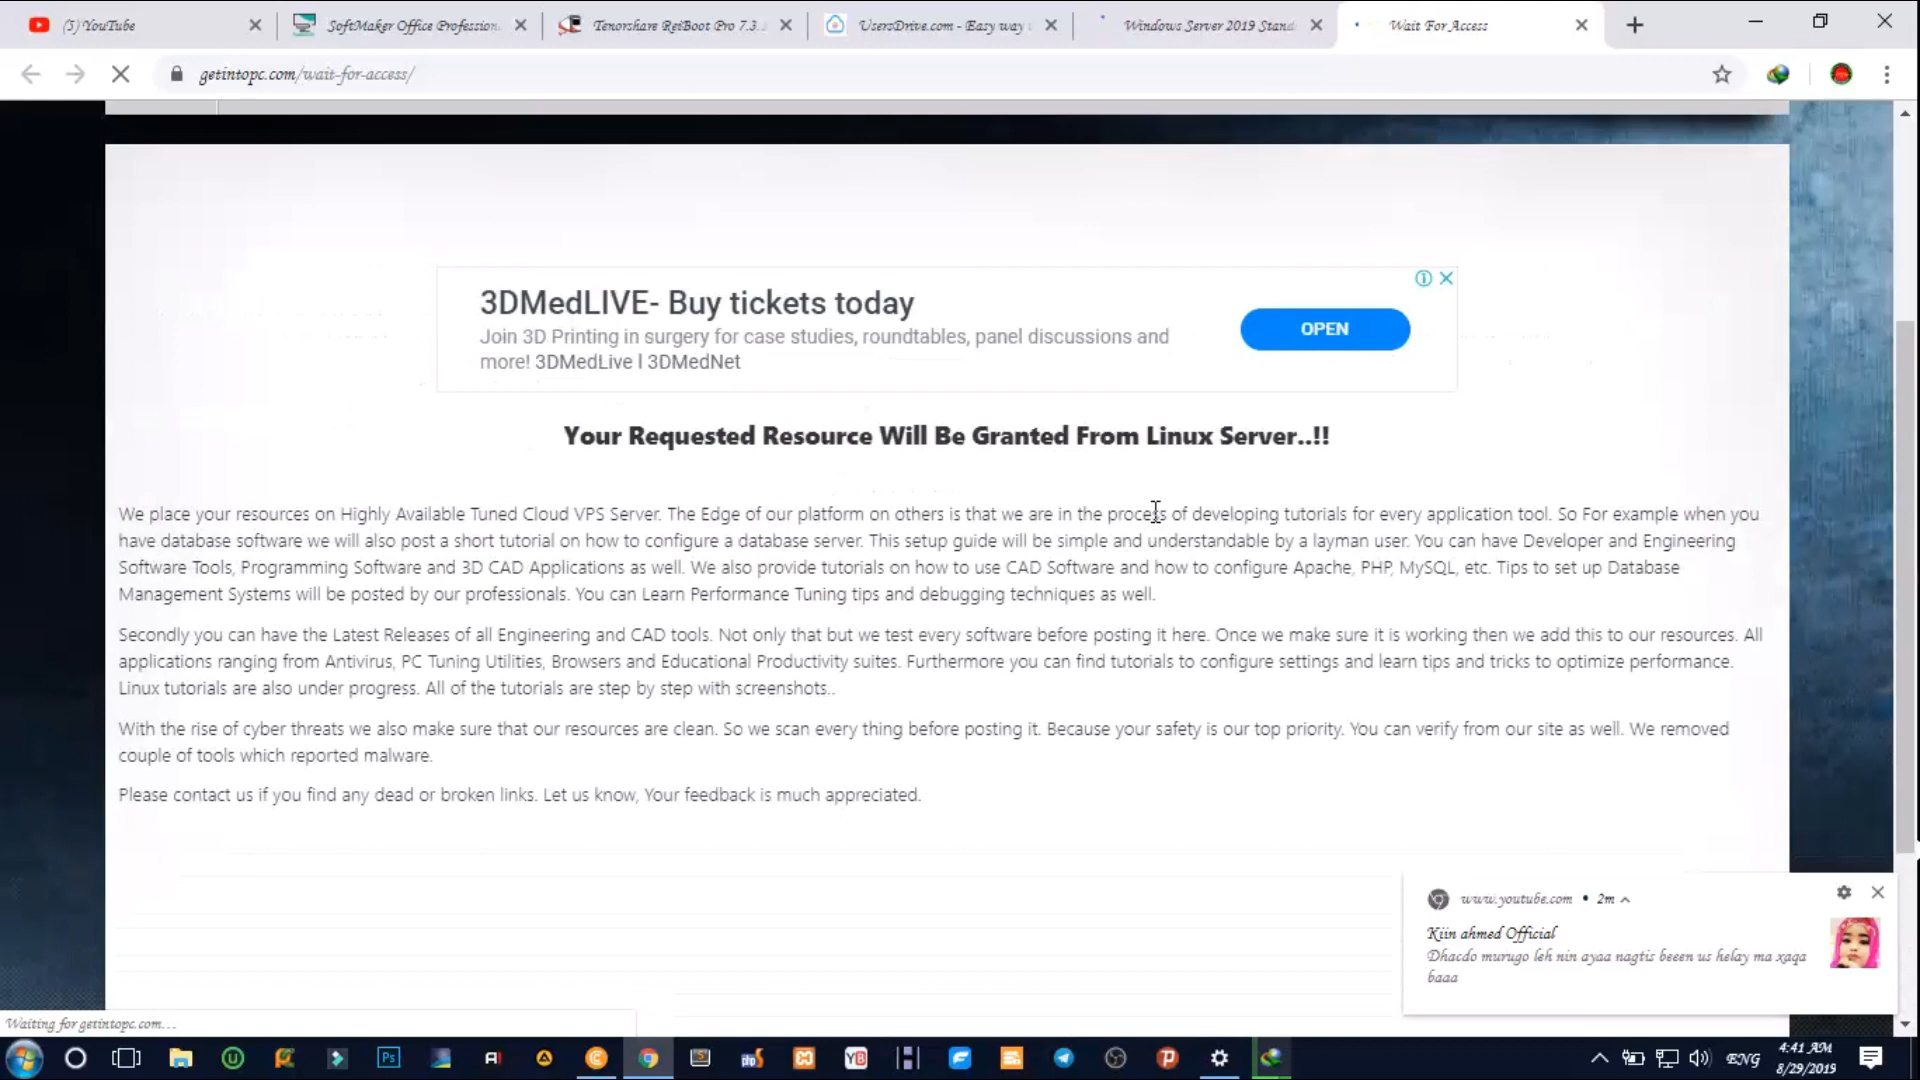 (5) YouTube
SoftMaker Office Profession
Tenorshare ReiBoot Pro 7.3.
UsersDrive.com - Easy way
Windows Server 2019 Stand
Wait For Access
getintopc.com/wait-for-access/
3DMedLIVE- Buy tickets today
Join 3D Printing in surgery for case studies, roundtables, panel discussions and
more! 3DMedLive | 3DMedNet
OPEN
Your Requested Resource Will Be Granted From Linux Server..!!
We place your resources on Highly Available Tuned Cloud VPS Server. The Edge of our platform on others is that we are in the process of developing tutorials for every application tool. So For example when you
have database software we will also post a short tutorial on how to configure a database server. This setup guide will be simple and understandable by a layman user. You can have Developer and Engineering
Software Tools, Programming Software and 3D CAD Applications as well. We also provide tutorials on how to use CAD Software and how to configure Apache, PHP, MySQL, etc. Tips to set up Database
Management Systems will be posted by our professionals. You can Learn Performance Tuning tips and debugging techniques as well.
Secondly you can have the Latest Releases of all Engineering and CAD tools. Not only that but we test every software before posting it here. Once we make sure it is working then we add this to our resources. All
applications ranging from Antivirus, PC Tuning Utilities, Browsers and Educational Productivity suites. Furthermore you can find tutorials to configure settings and learn tips and tricks to optimize performance.
Linux tutorials are also under progress. All of the tutorials are step by step with screenshots..
With the rise of cyber threats we also make sure that our resources are clean. So we scan every thing before posting it. Because your safety is our top priority. You can verify from our site as well. We removed
couple of tools which reported malware.
Please contact us if you find any dead or broken links. Let us know, Your feedback is much appreciated.
www.youtube.com • 2m
Kiin ahmed Official
Dhacdo murugo leh nin ayaa nagtis beeen us helay ma xaqa
baaa
Waiting for getintopc.com...
Ps
php
YB
ENG
4:41 AM
8/29/2019